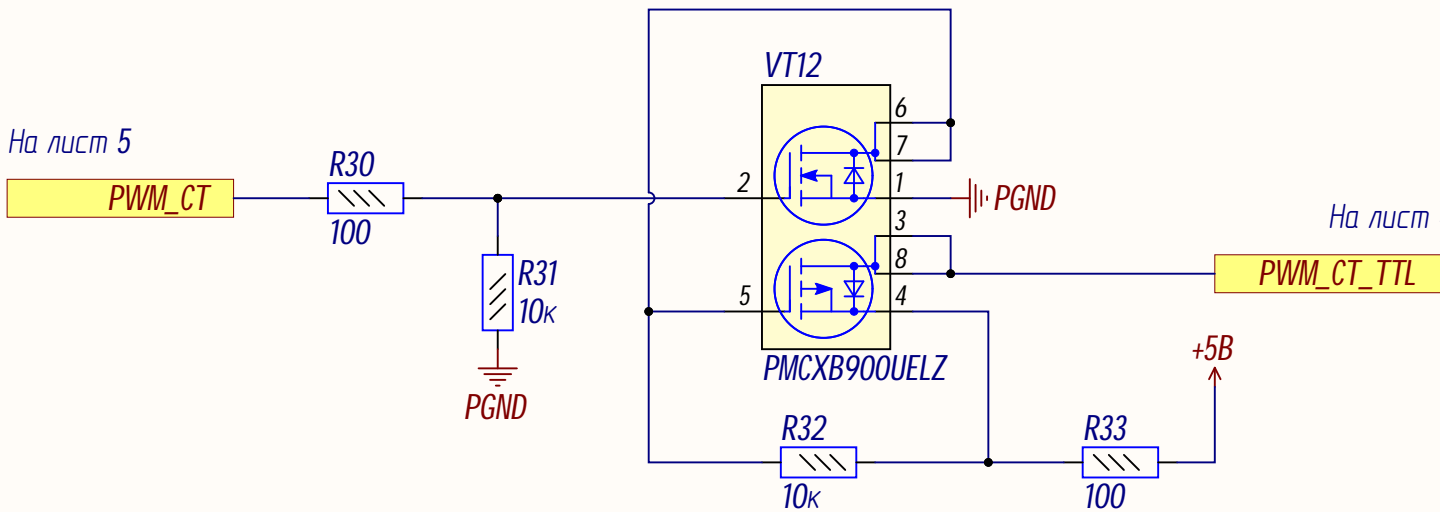 VT12
6
На лист 5
R30
7
PWM_CT
2
1
PGND
100
3
На лист
R31
8
PWM_CT_TTL
10к
5
4
PGND
PMCXB900UELZ
+5В
R32
R33
10к
100